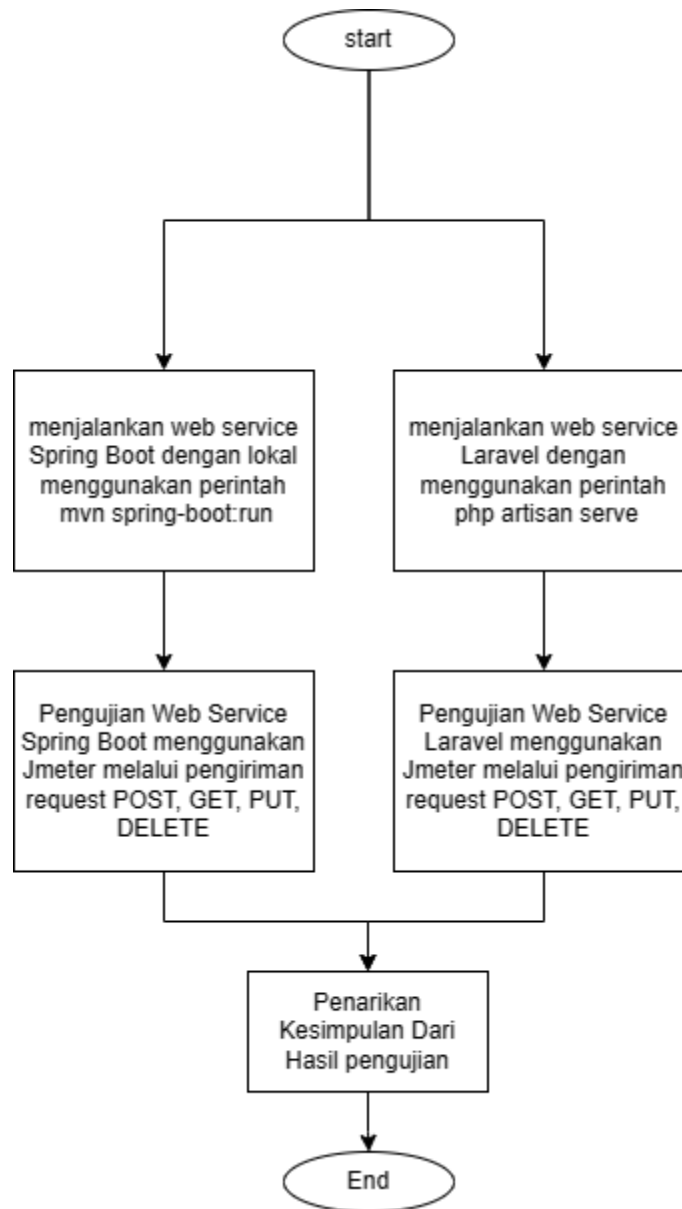 start
menjalankan web service
Spring Boot dengan lokal
menggunakan perintah
mvn spring-boot:run
menjalankan web service
Laravel dengan
menggunakan perintah
php artisan serve
Pengujian Web Service
Spring Boot menggunakan
Jmeter melalui pengiriman
request POST, GET, PUT,
DELETE
Pengujian Web Service
Laravel menggunakan
Jmeter melalui pengiriman
request POST, GET, PUT,
DELETE
Penarikan
Kesimpulan Dari
Hasil pengujian
End